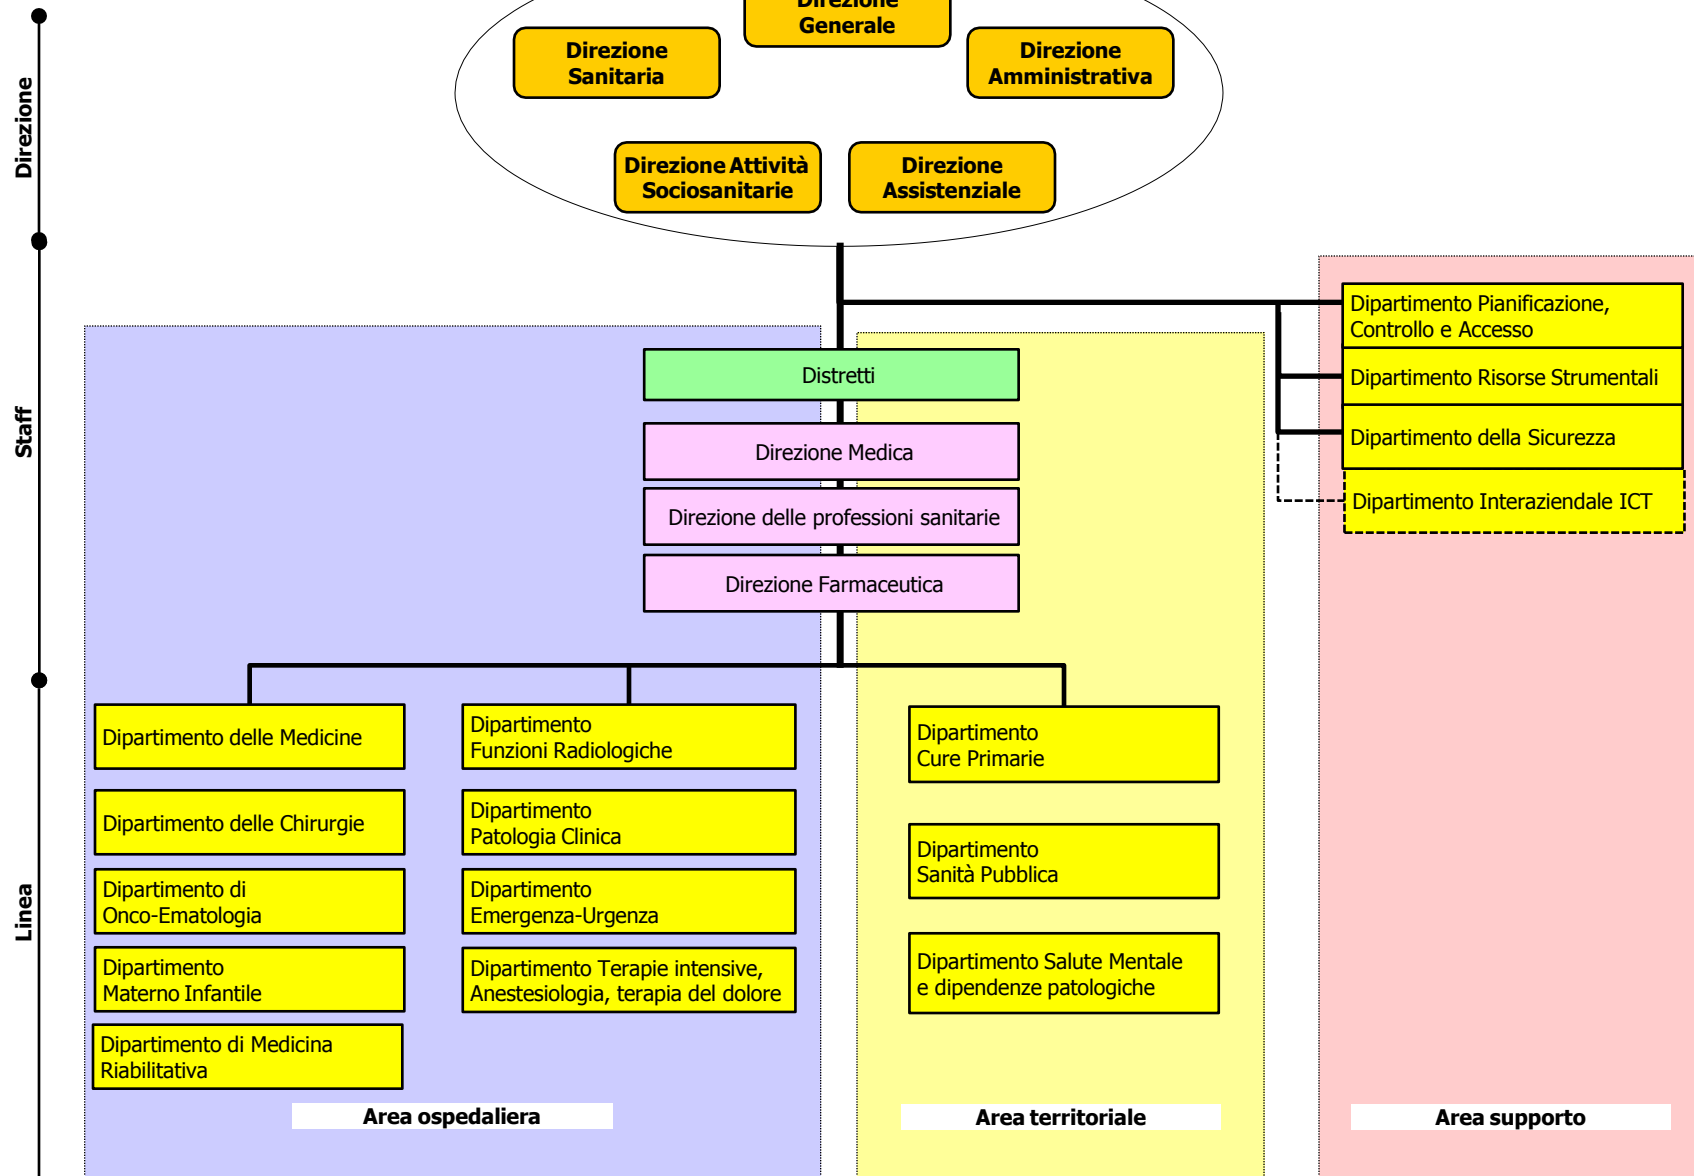 Direzione
Generale
Direzione
Sanitaria
Direzione
Amministrativa
Direzione Attività
Sociosanitarie
Direzione
Assistenziale
Direzione
Staff
Linea
Dipartimento Pianificazione,
Controllo e Accesso
Dipartimento Risorse Strumentali
Dipartimento della Sicurezza
Dipartimento Interaziendale ICT
Distretti
Direzione Medica
Direzione delle professioni sanitarie
Direzione Farmaceutica
Dipartimento delle Medicine
Dipartimento delle Chirurgie
Dipartimento di
Onco-Ematologia
Dipartimento
Materno Infantile
Dipartimento di Medicina
Riabilitativa
Dipartimento
Funzioni Radiologiche
Dipartimento
Patologia Clinica
Dipartimento
Emergenza-Urgenza
Dipartimento Terapie intensive,
Anestesiologia, terapia del dolore
Dipartimento
Cure Primarie
Dipartimento
Sanità Pubblica
Dipartimento Salute Mentale
e dipendenze patologiche
Area ospedaliera
Area territoriale
Area supporto